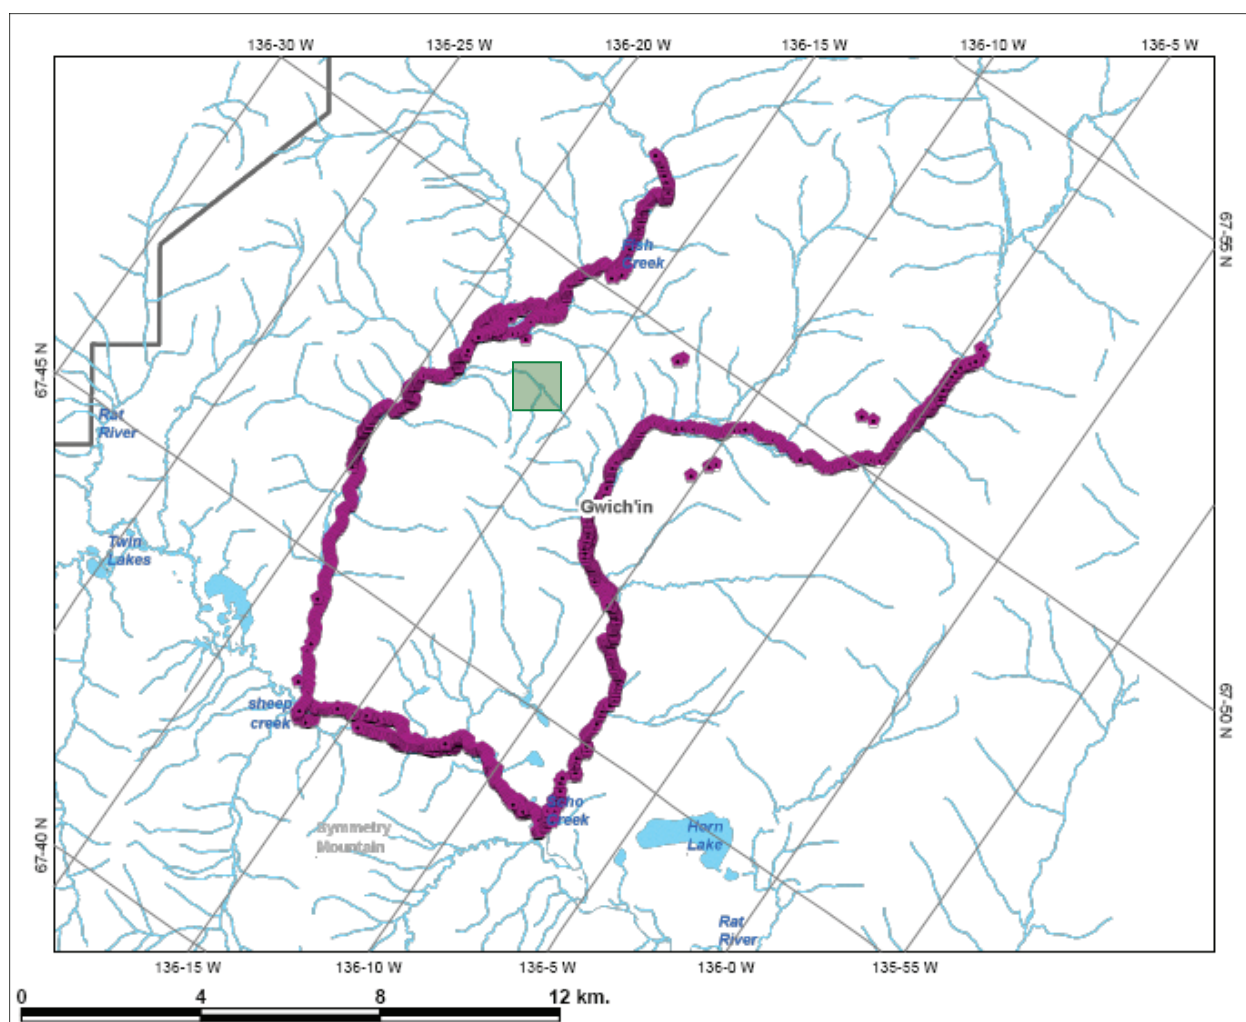 136-30 W 136-25 W 136-20 W 136-15 W 136-10 W 136-5 W
67-55 N
Fish
Creek
67-45 N
Rat
River
Gwich'in
Twin
Lakes
sheep
creek
67-50 N
Echo
Creek
Symmetry
Mountain
Horn
Lake
67-40 N
Rat
River
136-15 W 136-10 W 136-5 W 136-0 W 135-55 W
0 4 8 12 km.